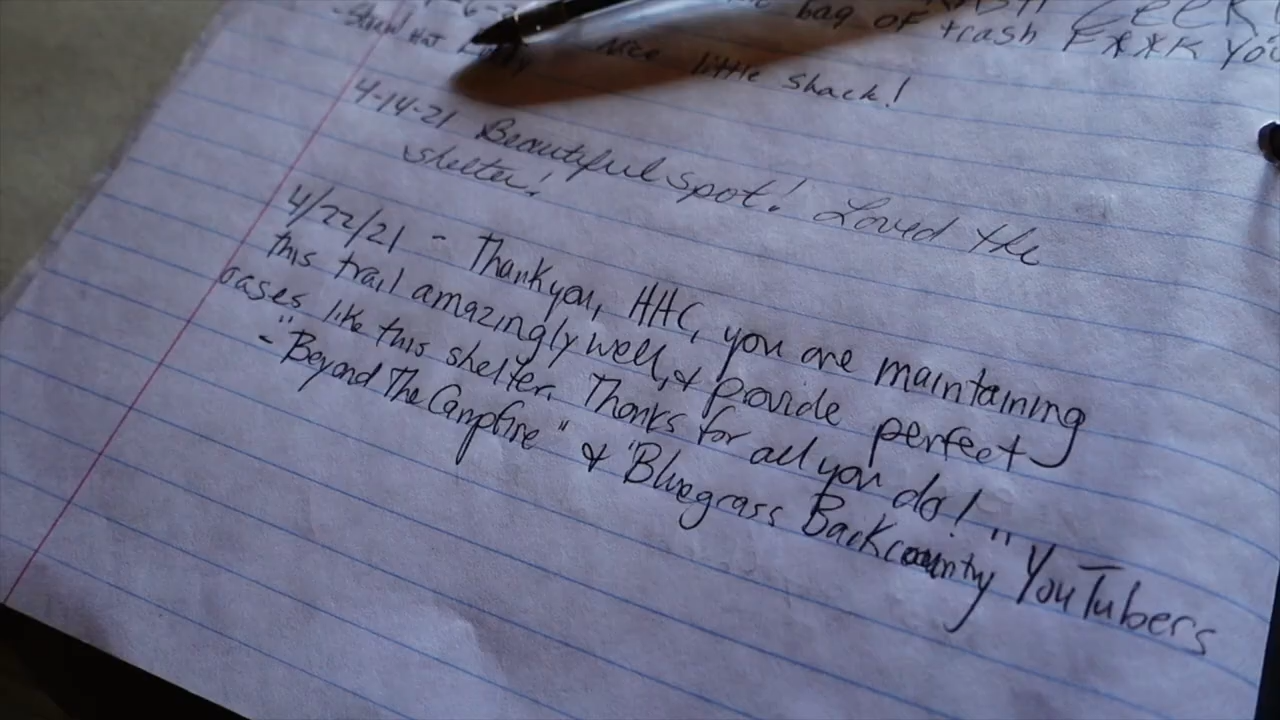 bag of trash F**K YOU
Nice little shack!
4-14-21 Beautiful spot! Loved the
shelter!
4/22/21 - Thank you, HHC, you are maintaining
this trail amazingly well, & provide perfect
oases like this shelter. Thanks for all you do!
- "Beyond The Campfire" & "Bluegrass Backcountry" YouTubers